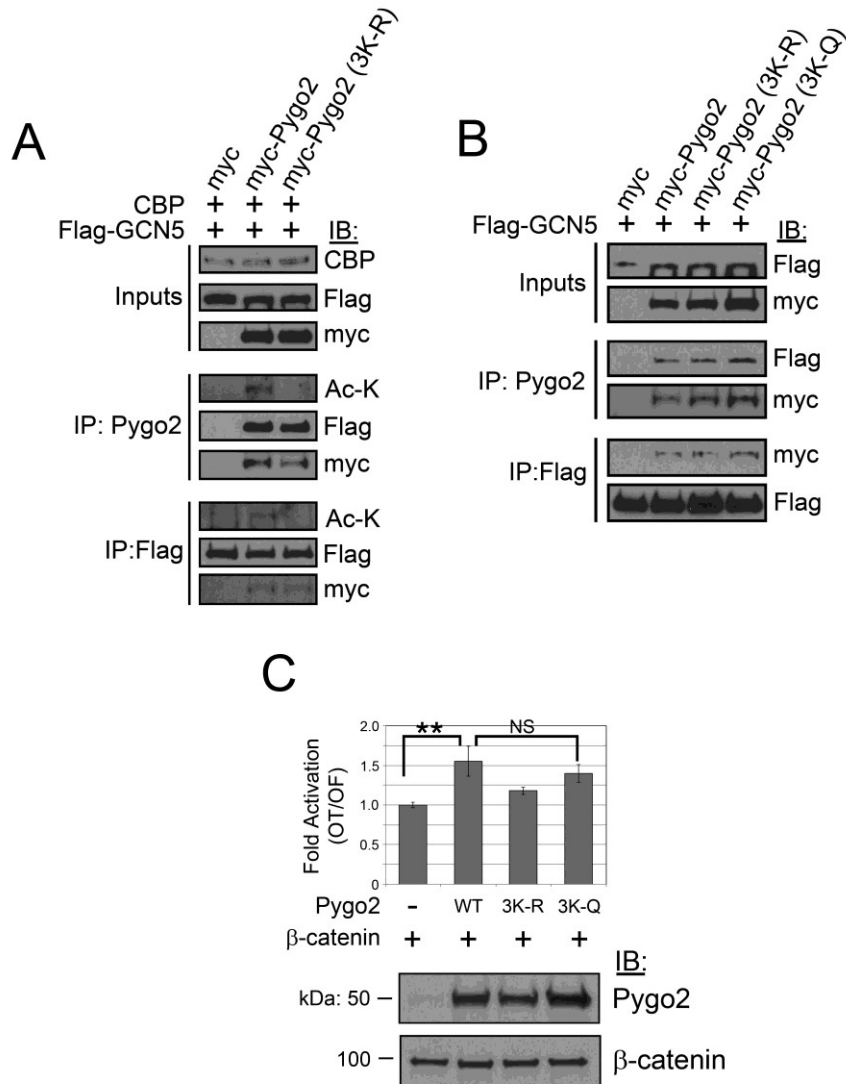 A
myc
myc-Pygo2
myc-Pygo2 (3K-R)
CBP + + +
Flag-GCN5 + + + IB:
Inputs
CBP
Flag
myc
IP: Pygo2
Ac-K
Flag
myc
IP:Flag
Ac-K
Flag
myc
B
myc
myc-Pygo2
myc-Pygo2 (3K-R)
myc-Pygo2 (3K-Q)
Flag-GCN5 + + + + IB:
Inputs
Flag
myc
IP: Pygo2
Flag
myc
IP:Flag
myc
Flag
C
Fold Activation
(OT/OF)
2.0
1.5
1.0
0.5
0
** NS
Pygo2 - WT 3K-R 3K-Q
β-catenin + + + +
IB:
kDa: 50 Pygo2
100 β-catenin